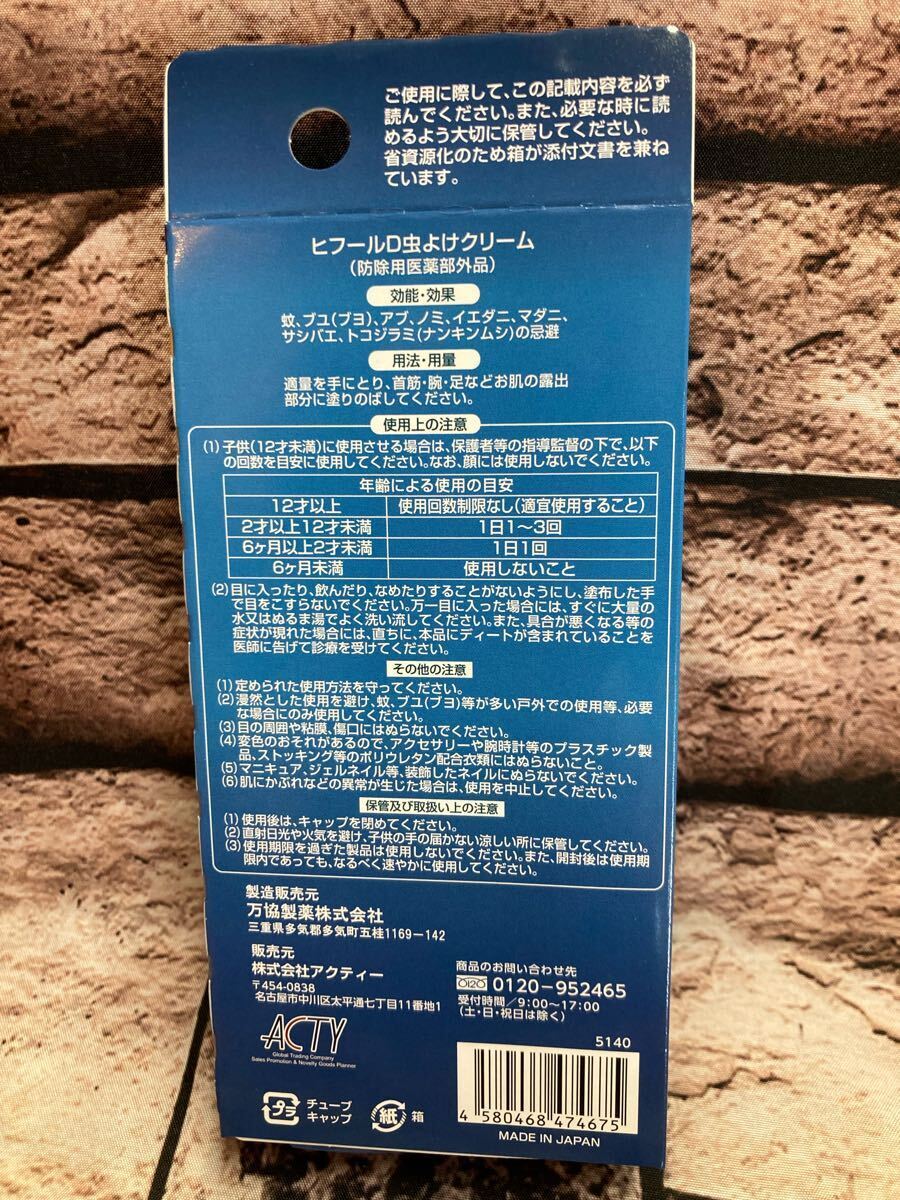 ご使用に際して、この記載内容を必ず
読んでください。また、必要な時に読
めるよう大切に保管してください。
省資源化のため箱が添付文書を兼ね
ています。
ヒフールD虫よけクリーム
(防除用医薬部外品)
効能・効果
蚊、ブユ(ブヨ)、アブ、ノミ、イエダニ、マダニ、
サシバエ、トコジラミ(ナンキンムシ)の忌避
用法・用量
適量を手にとり、首筋・腕・足などお肌の露出
部分に塗りのばしてください。
使用上の注意
(1)子供(12才未満)に使用させる場合は、保護者等の指導監督の下で、以下
の回数を目安に使用してください。なお、顔には使用しないでください。
年齢による使用の目安
12才以上 使用回数制限なし(適宜使用すること)
2才以上12才未満 1日1〜3回
6ヶ月以上2才未満 1日1回
6ヶ月未満 使用しないこと
(2)目に入ったり、飲んだり、なめたりすることがないようにし、塗布した手
で目をこすらないでください。万一目に入った場合には、すぐに大量の
水又はぬるま湯でよく洗い流してください。また、具合が悪くなる等の
症状が現れた場合には、直ちに、本品にディートが含まれていることを
医師に告げて診療を受けてください。
その他の注意
(1)定められた使用方法を守ってください。
(2)漫然とした使用を避け、蚊、ブユ(ブヨ)等が多い戸外での使用等、必要
な場合にのみ使用してください。
(3)目の周囲や粘膜、傷口にはぬらないでください。
(4)変色のおそれがあるので、アクセサリーや腕時計等のプラスチック製
品、ストッキング等のポリウレタン配合衣類にはぬらないこと。
(5)マニキュア、ジェルネイル等、装飾したネイルにぬらないでください。
(6)肌にかぶれなどの異常が生じた場合は、使用を中止してください。
保管及び取扱い上の注意
(1)使用後は、キャップを閉めてください。
(2)直射日光や火気を避け、子供の手の届かない涼しい所に保管してください。
(3)使用期限を過ぎた製品は使用しないでください。また、開封後は使用期
限内であっても、なるべく速やかに使用してください。
製造販売元
万協製薬株式会社
三重県多気郡多気町五桂1169-142
販売元
株式会社アクティー
〒454-0838
名古屋市中川区太平通七丁目11番地1
商品のお問い合わせ先
0120-952465
受付時間/9:00〜17:00
(土・日・祝日は除く)
ACTY
Global Trading Company
Sales Promotion & Novelty Goods Planner
5140
プラ チューブ
キャップ
紙 箱
4 580468 474675
MADE IN JAPAN